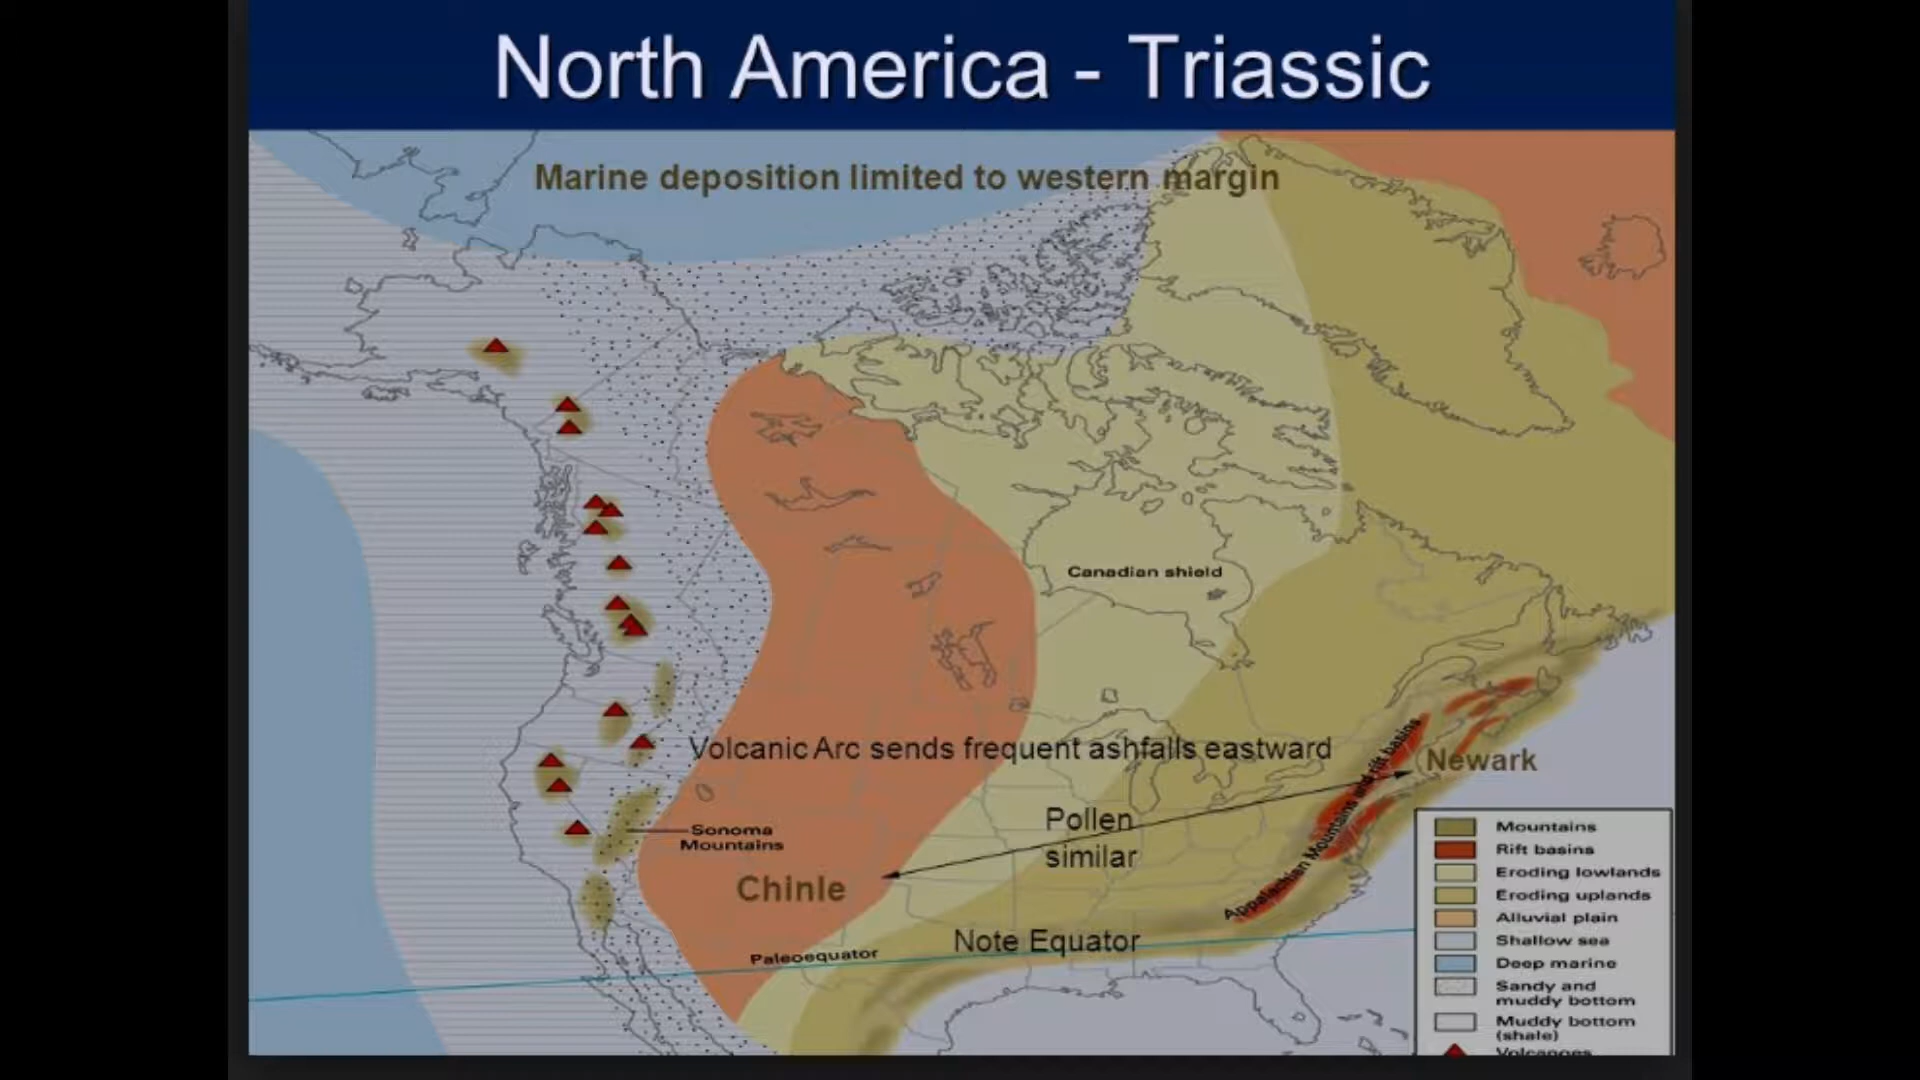 North America - Triassic
Marine deposition limited to western margin
Canadian shield
Volcanic Arc sends frequent ashfalls eastward
Newark
Appalachian Mountains and rift basins
Pollen
similar
Sonoma
Mountains
Chinle
Note Equator
Paleoequator
Mountains
Rift basins
Eroding lowlands
Eroding uplands
Alluvial plain
Shallow sea
Deep marine
Sandy and
muddy bottom
Muddy bottom
(shale)
Volcanoes